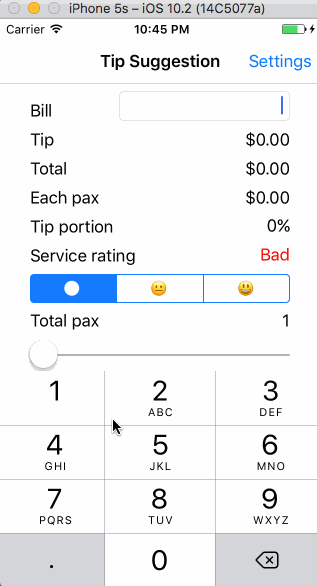 iPhone 5s – iOS 10.2 (14C5077a)
Carrier 10:45 PM
Tip Suggestion Settings
Bill
Tip $0.00
Total $0.00
Each pax $0.00
Tip portion 0%
Service rating Bad
Total pax 1
1 2 3
ABC DEF
4 5 6
GHI JKL MNO
7 8 9
PQRS TUV WXYZ
. 0